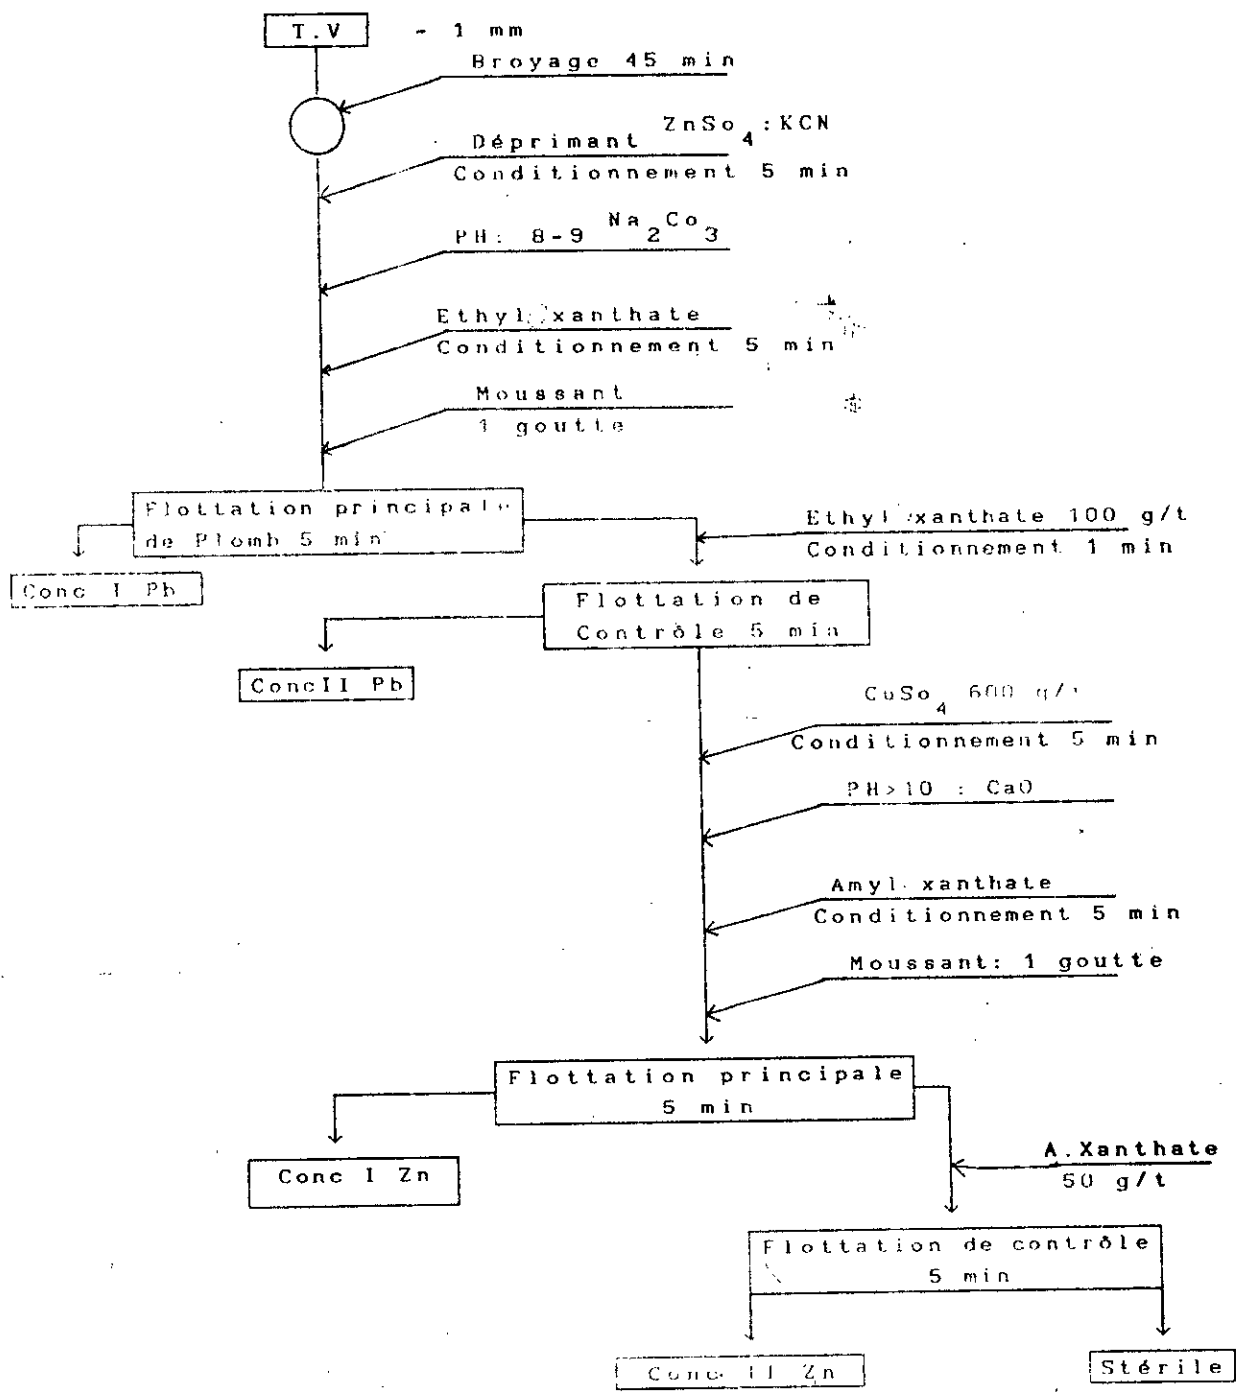 T.V - 1 mm
Broyage 45 min
ZnSo4:KCN
Déprimant
Conditionnement 5 min
PH: 8-9 Na2Co3
Ethyl xanthate
Conditionnement 5 min
Moussant
1 goutte
Flottation principale
de Plomb 5 min
Ethyl xanthate 100 g/t
Conditionnement 1 min
Conc I Pb
Flottation de
Contrôle 5 min
ConcII Pb
CuSo4 600 g/t
Conditionnement 5 min
PH>10 : CaO
Amyl xanthate
Conditionnement 5 min
Moussant: 1 goutte
Flottation principale
5 min
A.Xanthate
50 g/t
Conc I Zn
Flottation de contrôle
5 min
Conc II Zn
Stérile